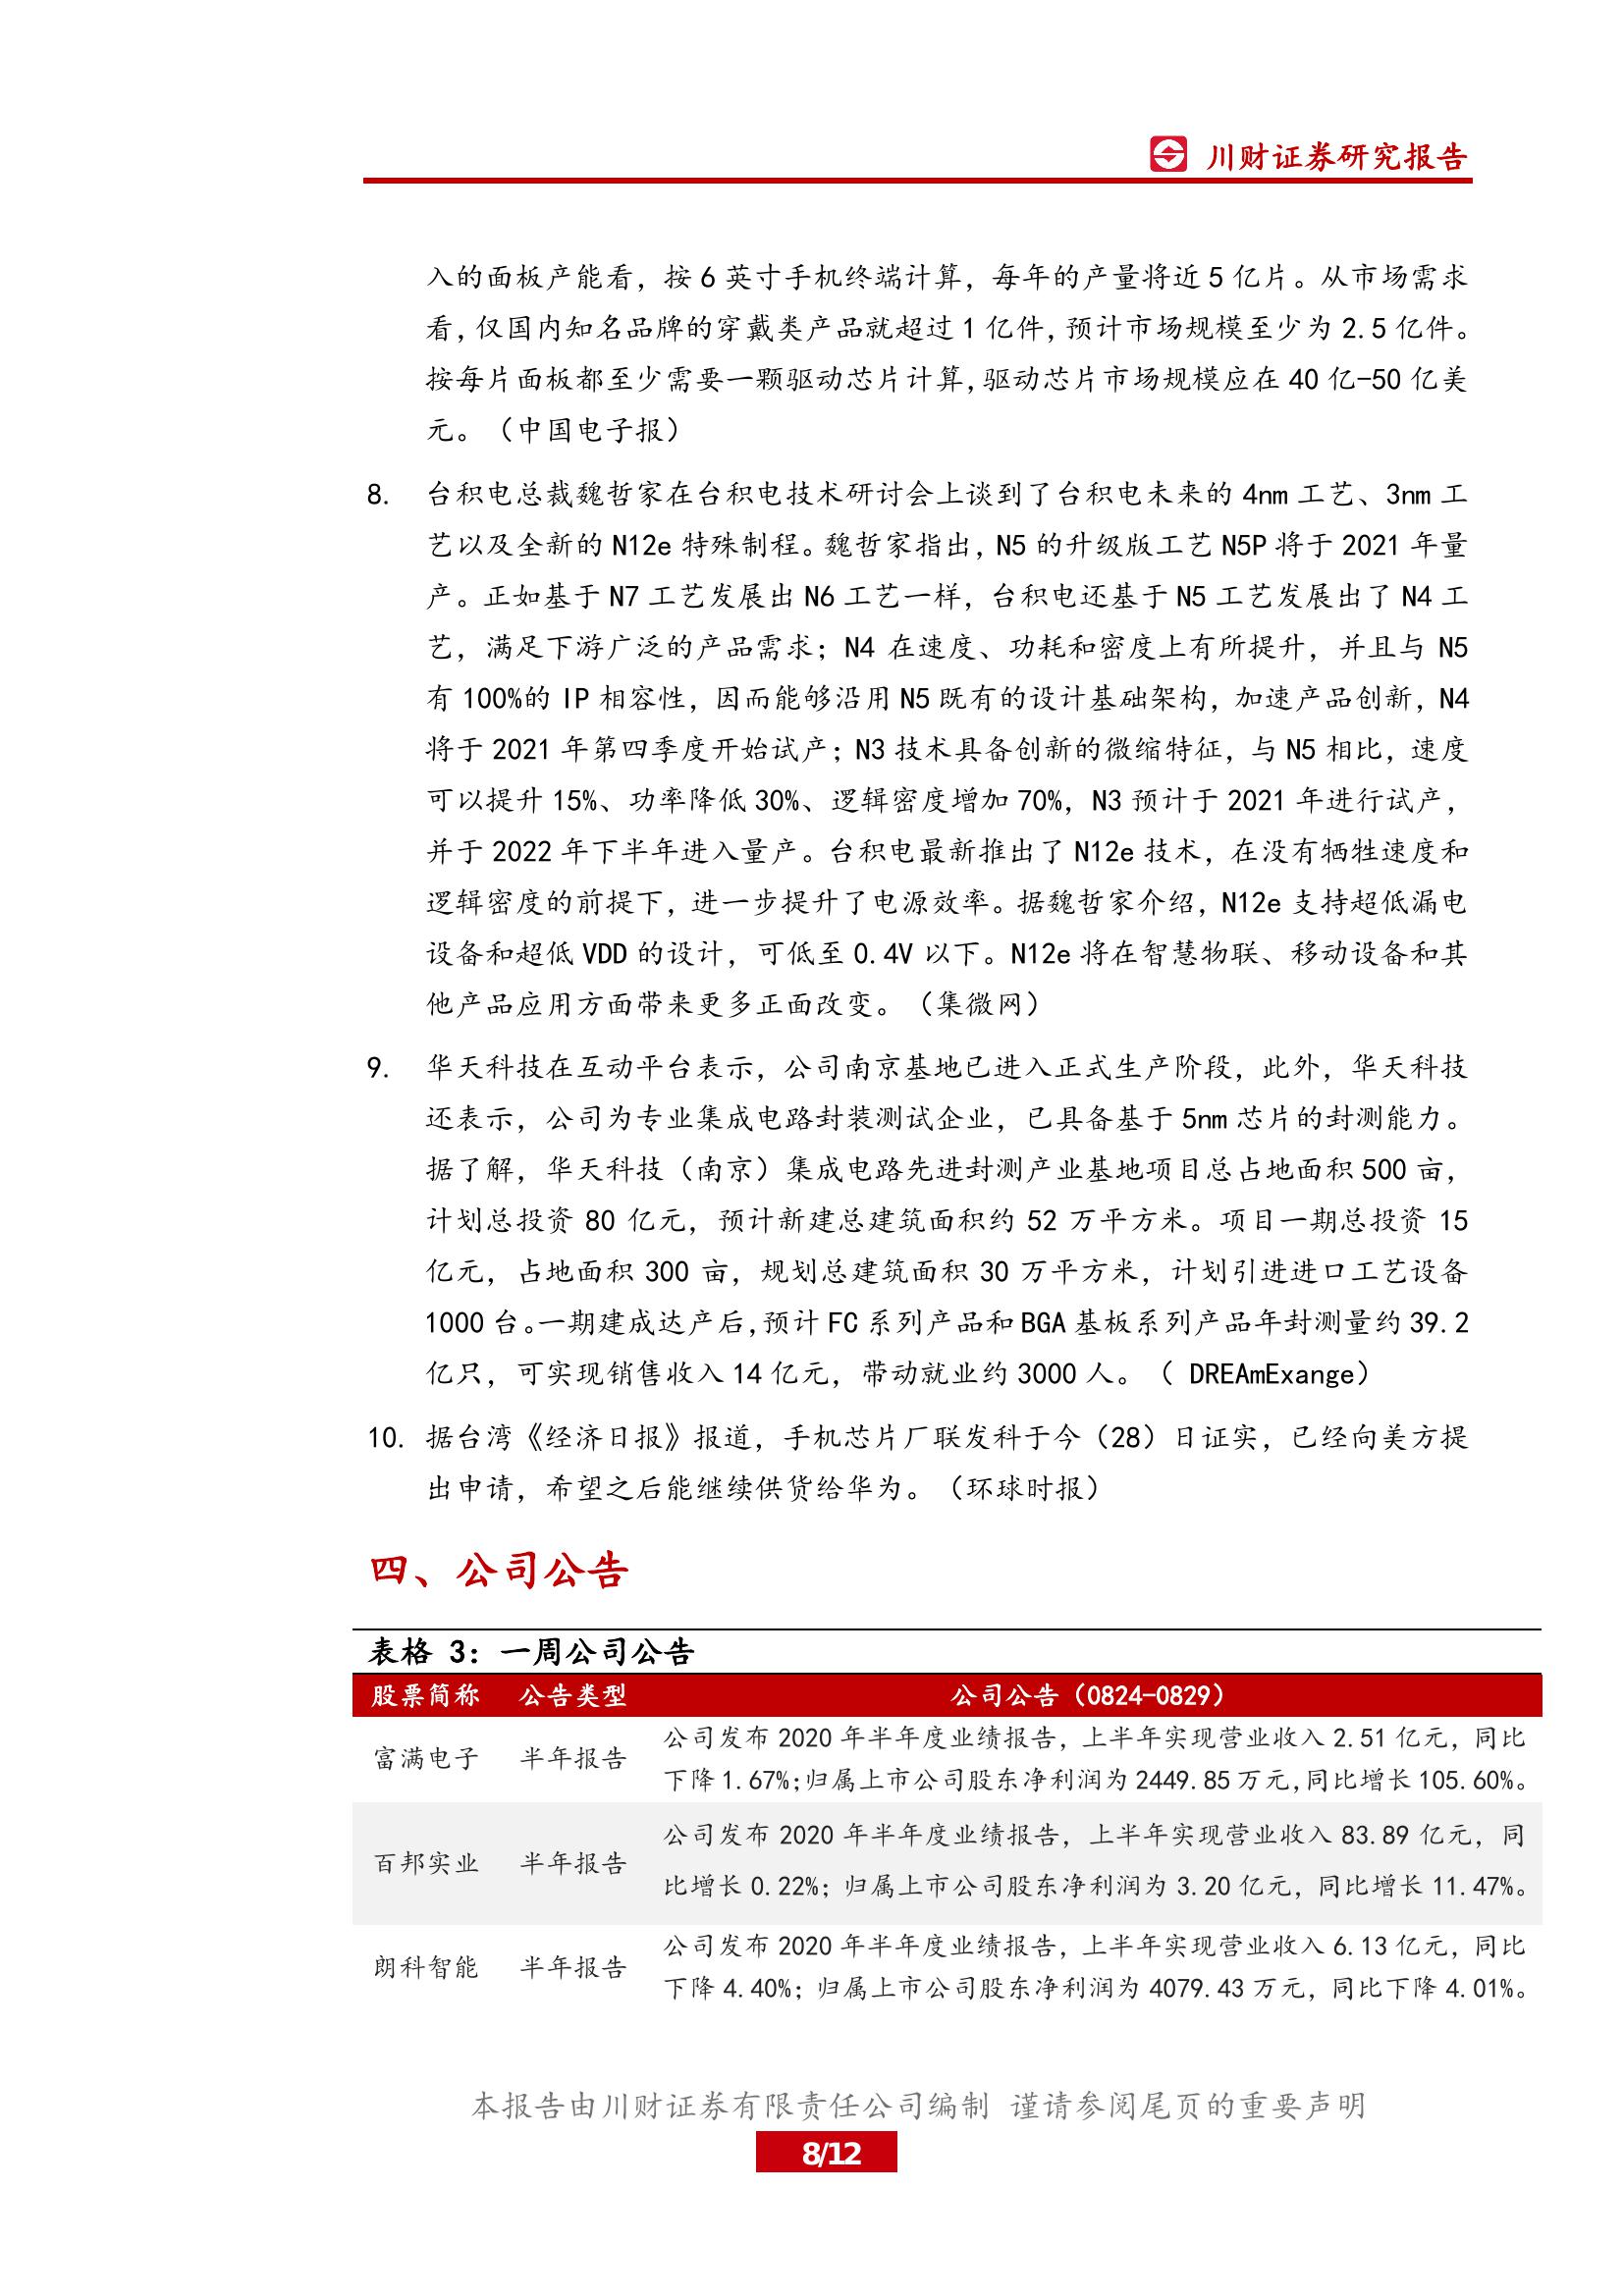 川财证券研究报告
入的面板产能看，按 6 英寸手机终端计算，每年的产量将近 5 亿片。从市场需求
看，仅国内知名品牌的穿戴类产品就超过 1 亿件，预计市场规模至少为 2.5 亿件。
按每片面板都至少需要一颗驱动芯片计算，驱动芯片市场规模应在 40 亿-50 亿美
元。（中国电子报）
8. 台积电总裁魏哲家在台积电技术研讨会上谈到了台积电未来的 4nm 工艺、3nm 工
艺以及全新的 N12e 特殊制程。魏哲家指出，N5 的升级版工艺 N5P 将于 2021 年量
产。正如基于 N7 工艺发展出 N6 工艺一样，台积电还基于 N5 工艺发展出了 N4 工
艺，满足下游广泛的产品需求；N4 在速度、功耗和密度上有所提升，并且与 N5
有 100%的 IP 相容性，因而能够沿用 N5 既有的设计基础架构，加速产品创新，N4
将于 2021 年第四季度开始试产；N3 技术具备创新的微缩特征，与 N5 相比，速度
可以提升 15%、功率降低 30%、逻辑密度增加 70%，N3 预计于 2021 年进行试产，
并于 2022 年下半年进入量产。台积电最新推出了 N12e 技术，在没有牺牲速度和
逻辑密度的前提下，进一步提升了电源效率。据魏哲家介绍，N12e 支持超低漏电
设备和超低 VDD 的设计，可低至 0.4V 以下。N12e 将在智慧物联、移动设备和其
他产品应用方面带来更多正面改变。（集微网）
9. 华天科技在互动平台表示，公司南京基地已进入正式生产阶段，此外，华天科技
还表示，公司为专业集成电路封装测试企业，已具备基于 5nm 芯片的封测能力。
据了解，华天科技（南京）集成电路先进封测产业基地项目总占地面积 500 亩，
计划总投资 80 亿元，预计新建总建筑面积约 52 万平方米。项目一期总投资 15
亿元，占地面积 300 亩，规划总建筑面积 30 万平方米，计划引进进口工艺设备
1000 台。一期建成达产后，预计 FC 系列产品和 BGA 基板系列产品年封测量约 39.2
亿只，可实现销售收入 14 亿元，带动就业约 3000 人。（ DREAmExange）
10. 据台湾《经济日报》报道，手机芯片厂联发科于今（28）日证实，已经向美方提
出申请，希望之后能继续供货给华为。（环球时报）
四、公司公告
表格 3：一周公司公告
股票简称 公告类型 公司公告（0824-0829）
富满电子 半年报告 公司发布 2020 年半年度业绩报告，上半年实现营业收入 2.51 亿元，同比
下降 1.67%；归属上市公司股东净利润为 2449.85 万元，同比增长 105.60%。
百邦实业 半年报告 公司发布 2020 年半年度业绩报告，上半年实现营业收入 83.89 亿元，同
比增长 0.22%；归属上市公司股东净利润为 3.20 亿元，同比增长 11.47%。
朗科智能 半年报告 公司发布 2020 年半年度业绩报告，上半年实现营业收入 6.13 亿元，同比
下降 4.40%；归属上市公司股东净利润为 4079.43 万元，同比下降 4.01%。
本报告由川财证券有限责任公司编制 谨请参阅尾页的重要声明
8/12